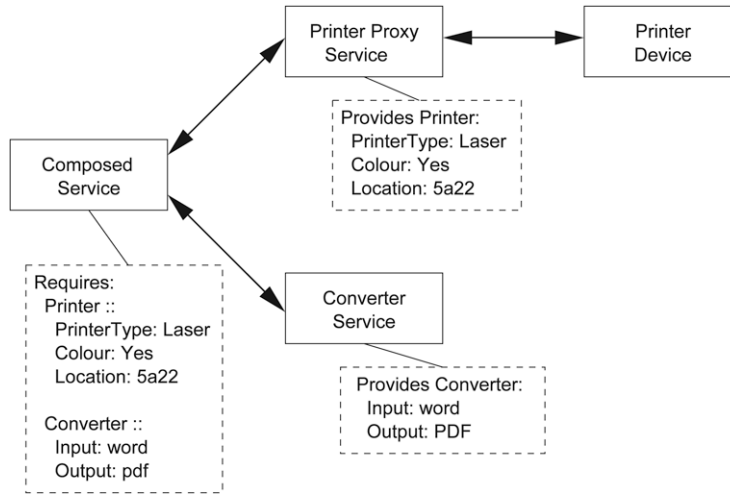 Printer Proxy
Service
Printer
Device
Provides Printer:
PrinterType: Laser
Colour: Yes
Location: 5a22
Composed
Service
Requires:
Printer ::
PrinterType: Laser
Colour: Yes
Location: 5a22
Converter ::
Input: word
Output: pdf
Converter
Service
Provides Converter:
Input: word
Output: PDF